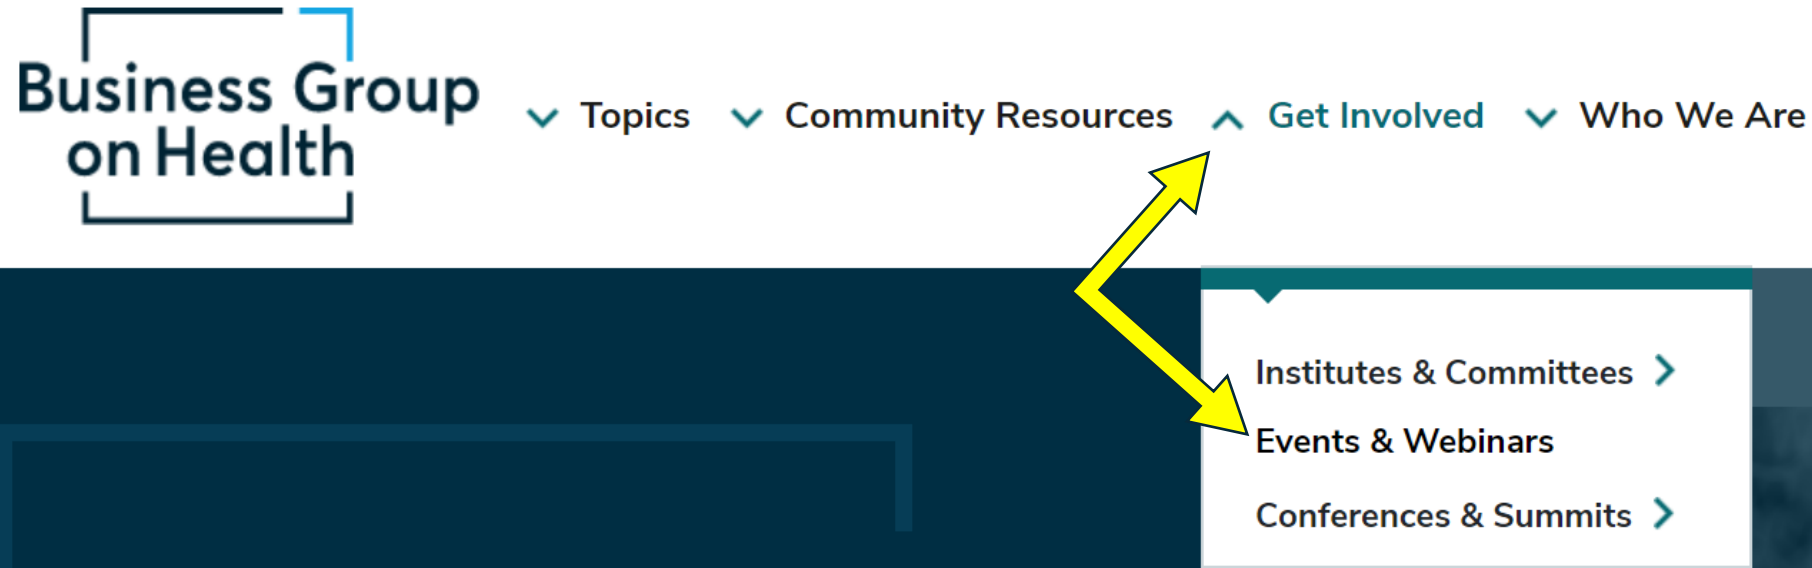 Business Group
on Health
Topics
Community Resources
Get Involved
Who We Are
Institutes & Committees
Events & Webinars
Conferences & Summits